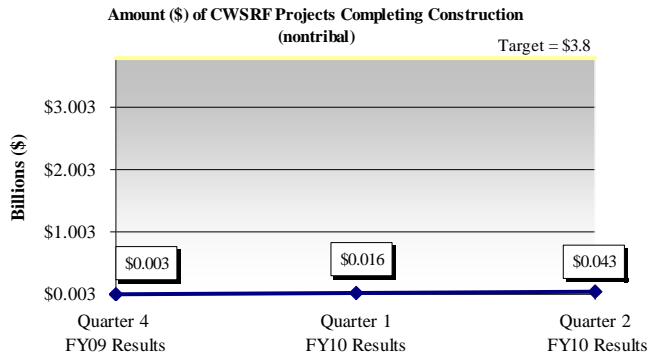 Amount ($) of CWSRF Projects Completing Construction
(nontribal)
Target = $3.8
Billions ($)
$3.003
$2.003
$1.003
$0.003
$0.003
$0.016
$0.043
Quarter 4
FY09 Results
Quarter 1
FY10 Results
Quarter 2
FY10 Results